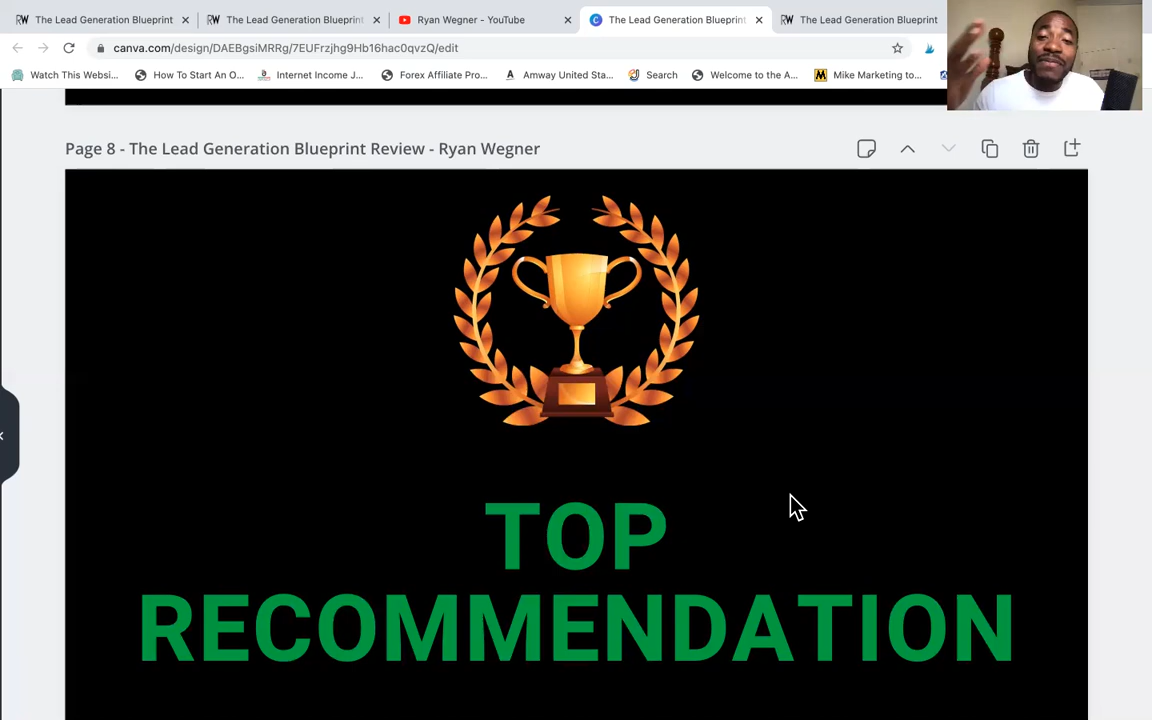 RW The Lead Generation Blueprint
RW The Lead Generation Blueprint
Ryan Wegner - YouTube
The Lead Generation Blueprint
RW The Lead Generation Blueprint
canva.com/design/DAEBgsiMRRg/7EUFrzjhg9Hb16hac0qvzQ/edit
Watch This Websi...
How To Start An O...
Internet Income J...
Forex Affiliate Pro...
Amway United Sta...
Search
Welcome to the A...
Mike Marketing to...
Page 8 - The Lead Generation Blueprint Review - Ryan Wegner
TOP
RECOMMENDATION